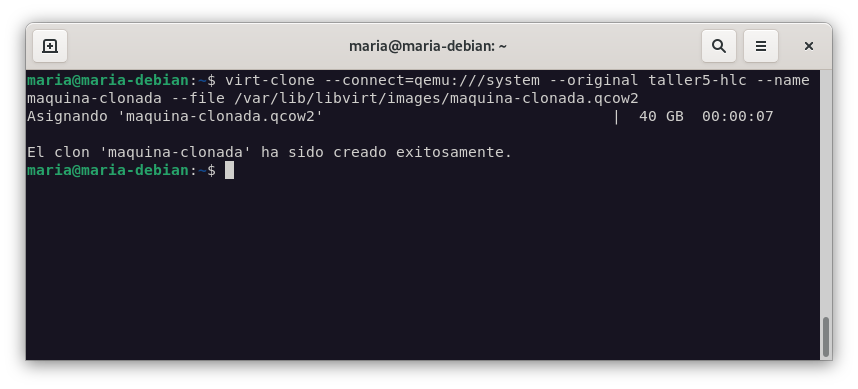 maria@maria-debian: ~
maria@maria-debian:~$ virt-clone --connect=qemu:///system --original taller5-hlc --name
maquina-clonada --file /var/lib/libvirt/images/maquina-clonada.qcow2
Asignando 'maquina-clonada.qcow2' | 40 GB 00:00:07
El clon 'maquina-clonada' ha sido creado exitosamente.
maria@maria-debian:~$